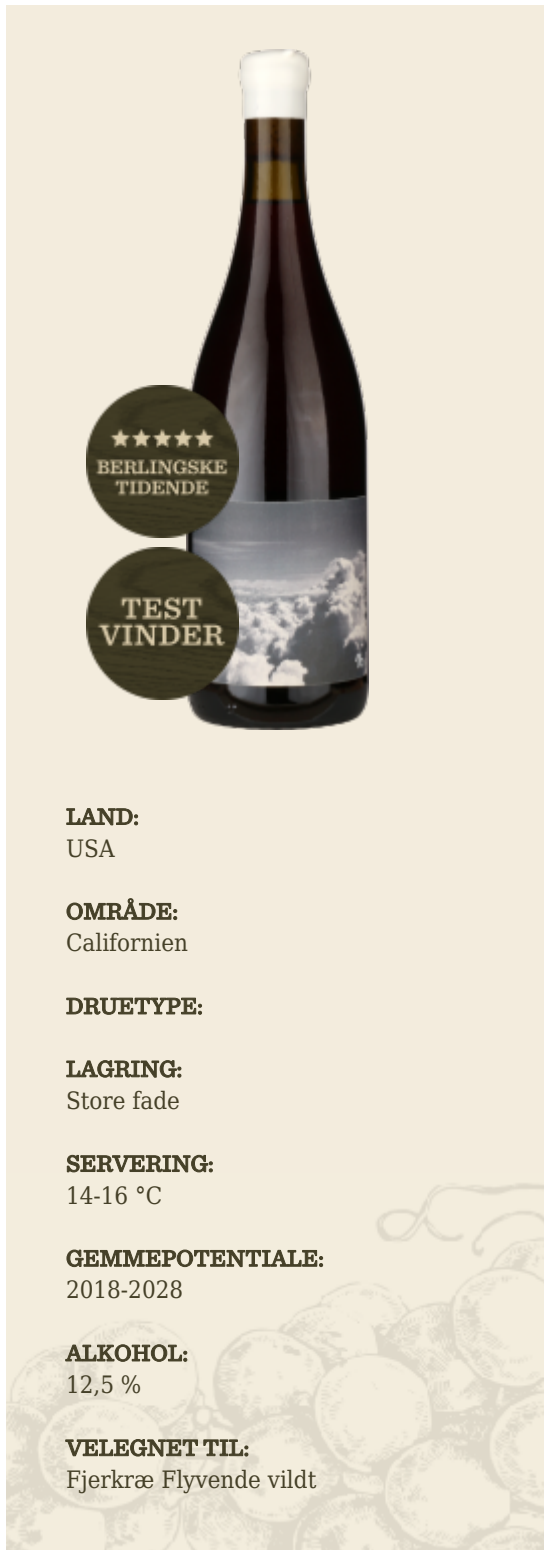 BERLINGSKE
TIDENDE
TEST
VINDER
LAND:
USA
OMRÅDE:
Californien
DRUETYPE:
LAGRING:
Store fade
SERVERING:
14-16 °C
GEMMEPOTENTIALE:
2018-2028
ALKOHOL:
12,5 %
VELEGNET TIL:
Fjerkræ Flyvende vildt